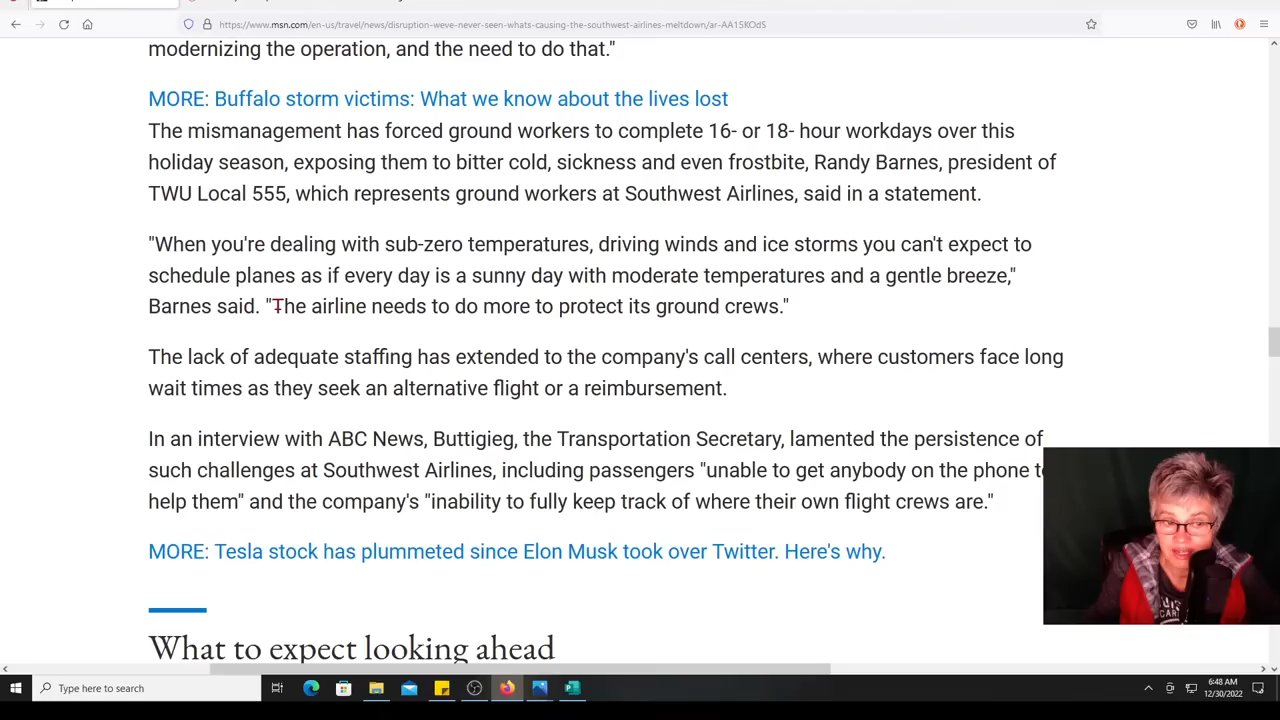 https://www.msn.com/en-us/travel/news/disruption-weve-never-seen-whats-causing-the-southwest-airlines-meltdown/ar-AA15KOdS
modernizing the operation, and the need to do that."
MORE: Buffalo storm victims: What we know about the lives lost
The mismanagement has forced ground workers to complete 16- or 18- hour workdays over this
holiday season, exposing them to bitter cold, sickness and even frostbite, Randy Barnes, president of
TWU Local 555, which represents ground workers at Southwest Airlines, said in a statement.
"When you're dealing with sub-zero temperatures, driving winds and ice storms you can't expect to
schedule planes as if every day is a sunny day with moderate temperatures and a gentle breeze,"
Barnes said. "The airline needs to do more to protect its ground crews."
The lack of adequate staffing has extended to the company's call centers, where customers face long
wait times as they seek an alternative flight or a reimbursement.
In an interview with ABC News, Buttigieg, the Transportation Secretary, lamented the persistence of
such challenges at Southwest Airlines, including passengers "unable to get anybody on the phone
help them" and the company's "inability to fully keep track of where their own flight crews are."
MORE: Tesla stock has plummeted since Elon Musk took over Twitter. Here's why.
What to expect looking ahead
Type here to search
6:48 AM
12/30/2022